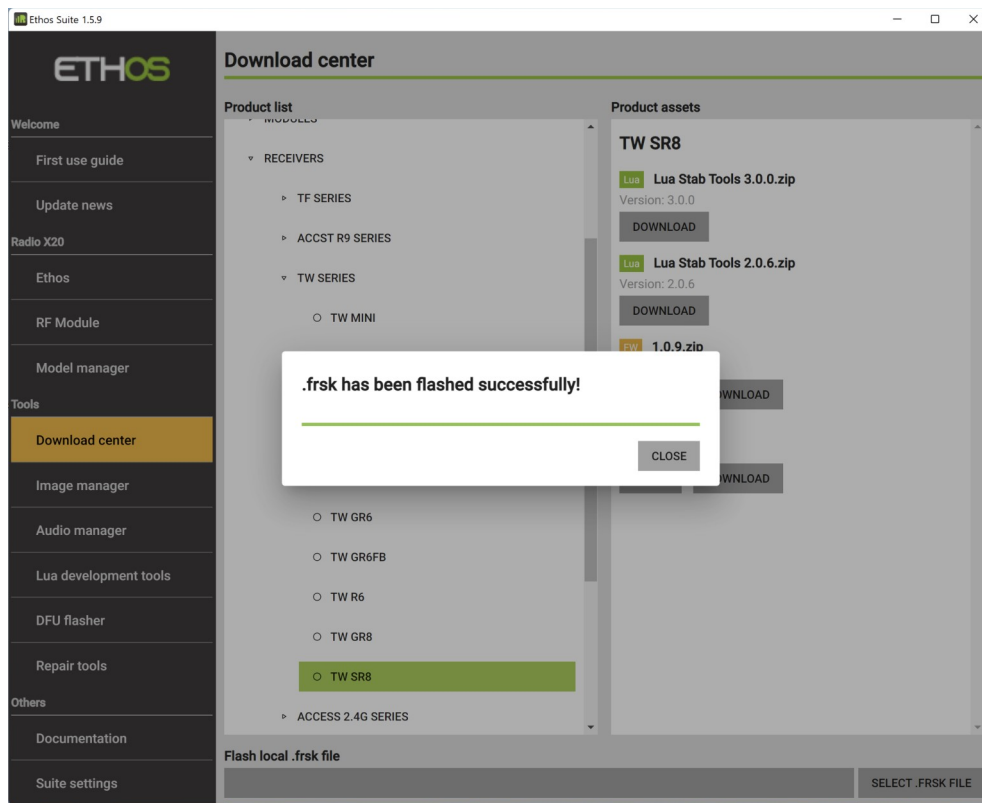 Ethos Suite 1.5.9
ETHOS
Welcome
First use guide
Update news
Radio X20
Ethos
RF Module
Model manager
Tools
Download center
Image manager
Audio manager
Lua development tools
DFU flasher
Repair tools
Others
Documentation
Suite settings
Download center
Product list
MODULES
RECEIVERS
TF SERIES
ACCST R9 SERIES
TW SERIES
TW MINI
TW GR6
TW GR6FB
TW R6
TW GR8
TW SR8
ACCESS 2.4G SERIES
Product assets
TW SR8
Lua Lua Stab Tools 3.0.0.zip
Version: 3.0.0
DOWNLOAD
Lua Lua Stab Tools 2.0.6.zip
Version: 2.0.6
DOWNLOAD
FW 1.0.9.zip
.frsk has been flashed successfully!
CLOSE
Flash local .frsk file
SELECT .FRSK FILE